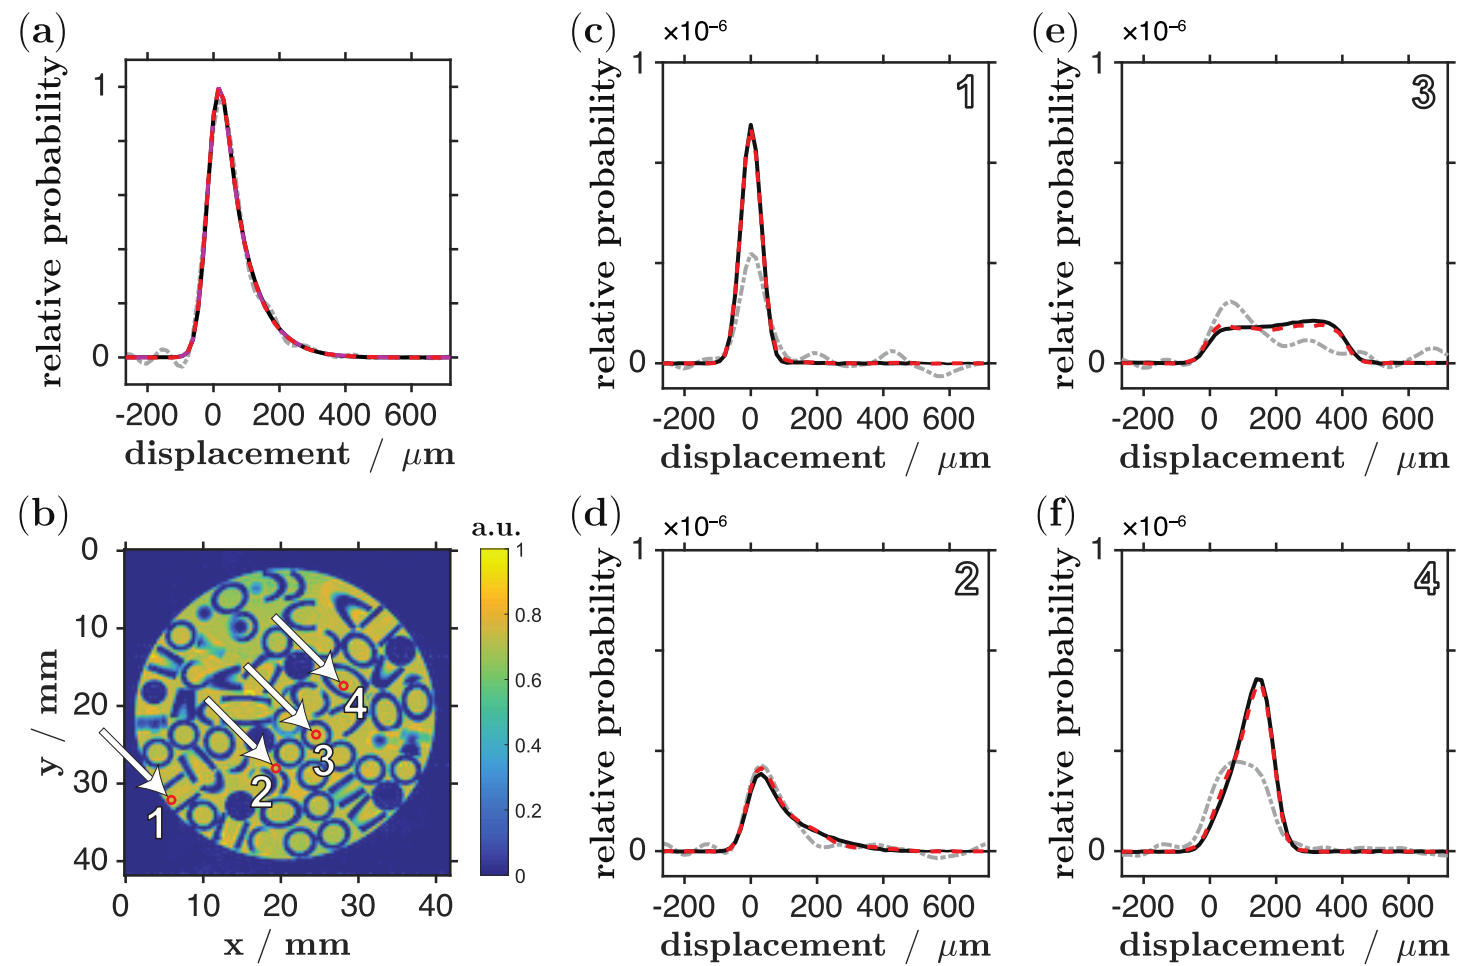 (a)
relative probability
1
0
-200 0 200 400 600
displacement / μm
(b)
a.u.
y / mm
0
10
20
30
40
0 10 20 30 40
x / mm
1
0.8
0.6
0.4
0.2
0
1
2
3
4
(c)
×10⁻⁶
relative probability
1
0
1
-200 0 200 400 600
displacement / μm
(d)
×10⁻⁶
relative probability
1
0
2
-200 0 200 400 600
displacement / μm
(e)
×10⁻⁶
relative probability
1
0
3
-200 0 200 400 600
displacement / μm
(f)
×10⁻⁶
relative probability
1
0
4
-200 0 200 400 600
displacement / μm